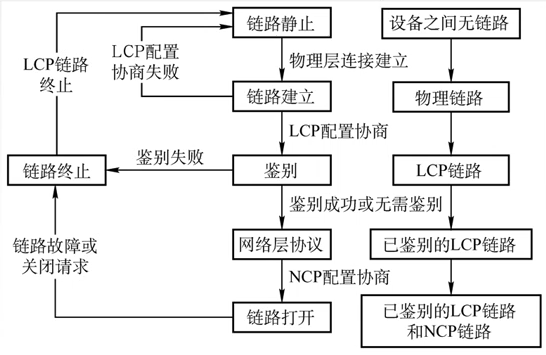 链路静止
设备之间无链路
LCP链路
终止
LCP配置
协商失败
物理层连接建立
链路建立
物理链路
LCP配置协商
链路终止
鉴别失败
鉴别
LCP链路
鉴别成功或无需鉴别
链路故障或
关闭请求
网络层协议
已鉴别的LCP链路
NCP配置协商
链路打开
已鉴别的LCP链路
和NCP链路